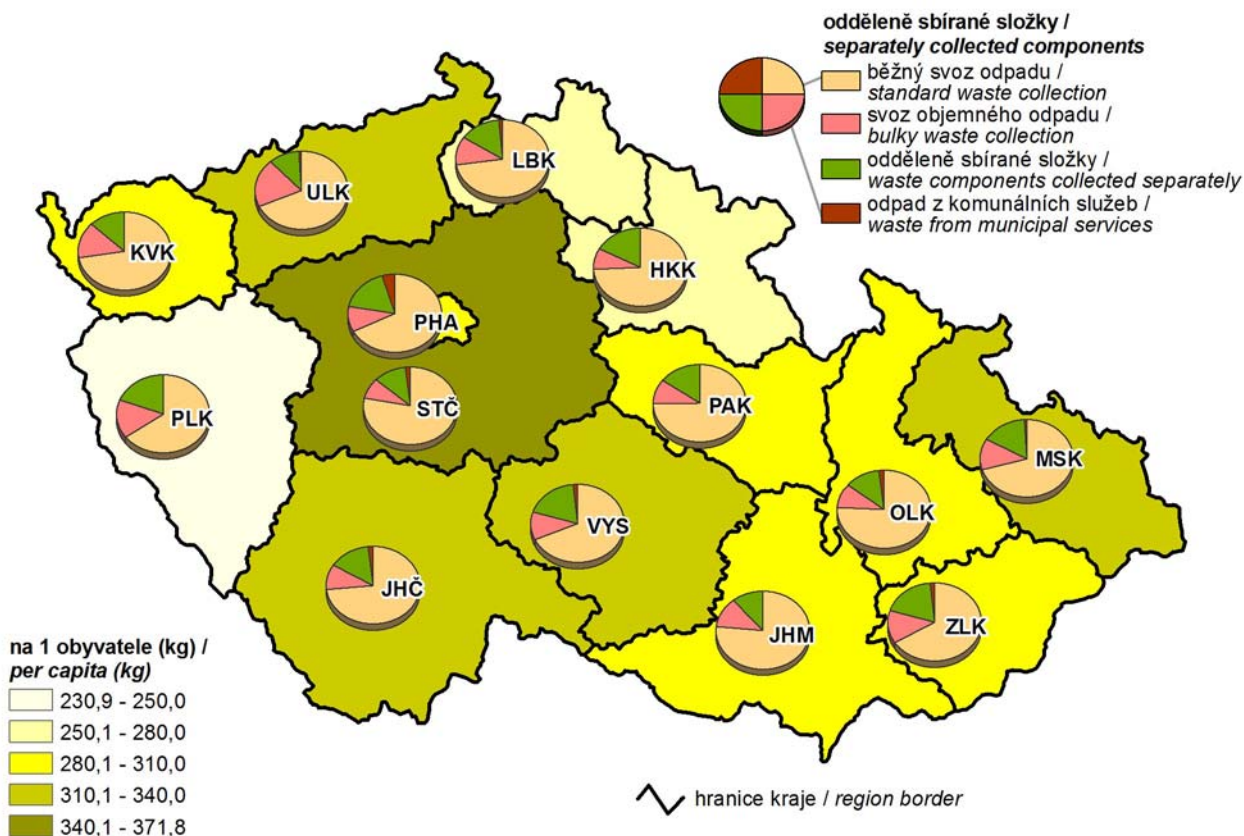 odděleně sbírané složky /
separately collected components
běžný svoz odpadu /
standard waste collection
svoz objemného odpadu /
bulky waste collection
odděleně sbírané složky /
waste components collected separately
odpad z komunálních služeb /
waste from municipal services
LBK
ULK
KVK
HKK
PHA
STČ
PAK
PLK
MSK
OLK
VYS
JHČ
JHM
ZLK
na 1 obyvatele (kg) /
per capita (kg)
230,9 - 250,0
250,1 - 280,0
280,1 - 310,0
310,1 - 340,0
340,1 - 371,8
hranice kraje / region border